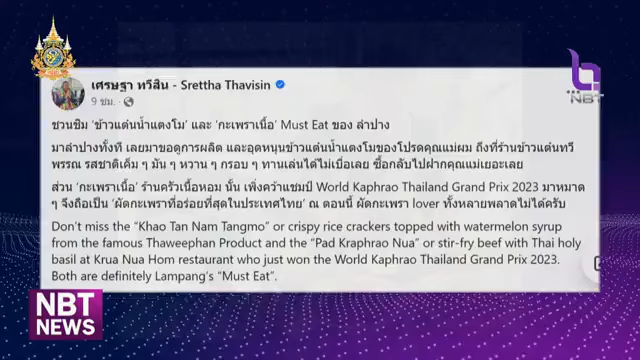 เศรษฐา ทวีสิน - Srettha Thavisin
9 ชม.
NBT
ชวนชิม 'ข้าวแต๋นน้ำแตงโม' และ 'กะเพราเนื้อ' Must Eat ของ ลำปาง
มาลำปางทั้งที เลยมาขอดูการผลิต และอุดหนุนข้าวแต๋นน้ำแตงโมของโปรดคุณแม่ผม ถึงที่ร้านข้าวแต๋นทวี
พรรณ รสชาติเค็ม ๆ มัน ๆ หวาน ๆ กรอบ ๆ ทานเล่นได้ไม่เบื่อเลย ซื้อกลับไปฝากคุณแม่เยอะเลย
ส่วน 'กะเพราเนื้อ' ร้านครัวเนื้อหอม นั้น เพิ่งคว้าแชมป์ World Kaphrao Thailand Grand Prix 2023 มาหมาด
ๆ จึงถือเป็น 'ผัดกะเพราที่อร่อยที่สุดในประเทศไทย' ณ ตอนนี้ ผัดกะเพรา lover ทั้งหลายพลาดไม่ได้ครับ
Don't miss the "Khao Tan Nam Tangmo" or crispy rice crackers topped with watermelon syrup
from the famous Thaweephan Product and the "Pad Kraphrao Nua" or stir-fry beef with Thai holy
basil at Krua Nua Hom restaurant who just won the World Kaphrao Thailand Grand Prix 2023.
Both are definitely Lampang's "Must Eat".
NBT
NEWS